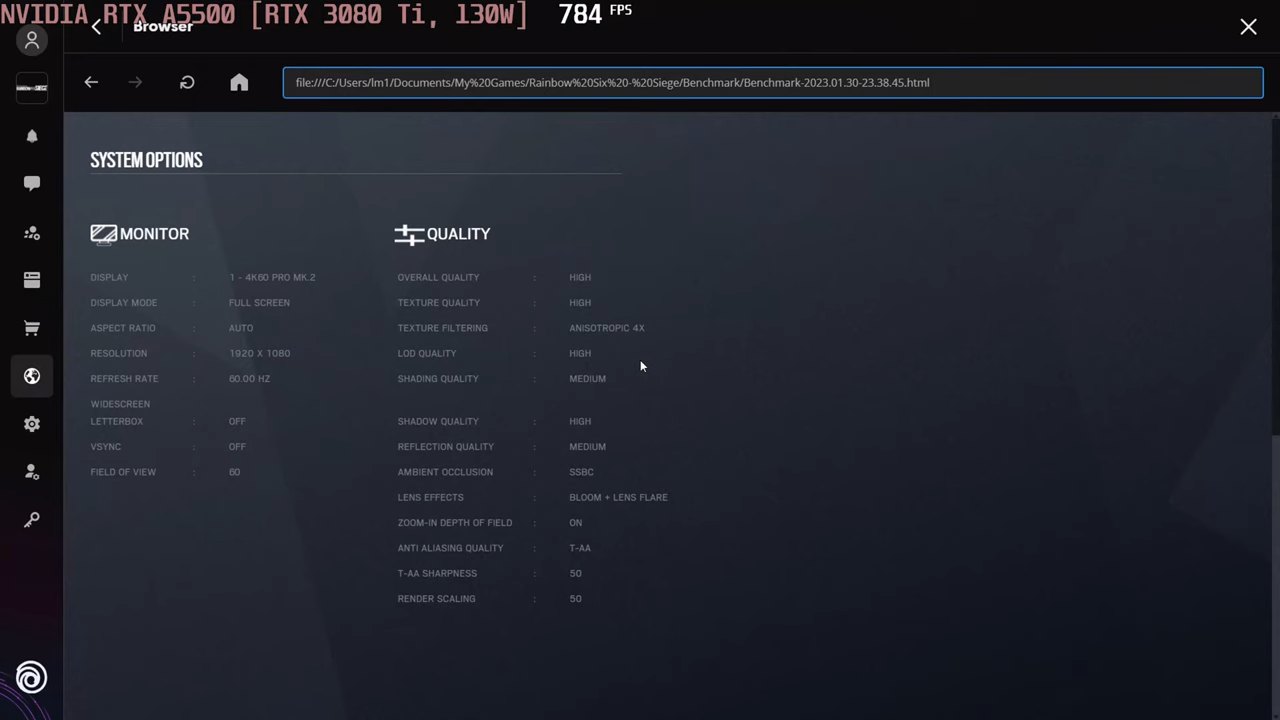 NVIDIA RTX A5500 [RTX 3080 Ti, 130W] 784 FPS
Browser
file:///C:/Users/lm1/Documents/My%20Games/Rainbow%20Six%20-%20Siege/Benchmark/Benchmark-2023.01.30-23.38.45.html
SYSTEM OPTIONS
MONITOR
DISPLAY : 1 - 4K60 PRO MK.2
DISPLAY MODE : FULL SCREEN
ASPECT RATIO : AUTO
RESOLUTION : 1920 X 1080
REFRESH RATE : 60.00 HZ
WIDESCREEN
LETTERBOX : OFF
VSYNC : OFF
FIELD OF VIEW : 60
QUALITY
OVERALL QUALITY : HIGH
TEXTURE QUALITY : HIGH
TEXTURE FILTERING : ANISOTROPIC 4X
LOD QUALITY : HIGH
SHADING QUALITY : MEDIUM
SHADOW QUALITY : HIGH
REFLECTION QUALITY : MEDIUM
AMBIENT OCCLUSION : SSBC
LENS EFFECTS : BLOOM + LENS FLARE
ZOOM-IN DEPTH OF FIELD : ON
ANTI ALIASING QUALITY : T-AA
T-AA SHARPNESS : 50
RENDER SCALING : 50